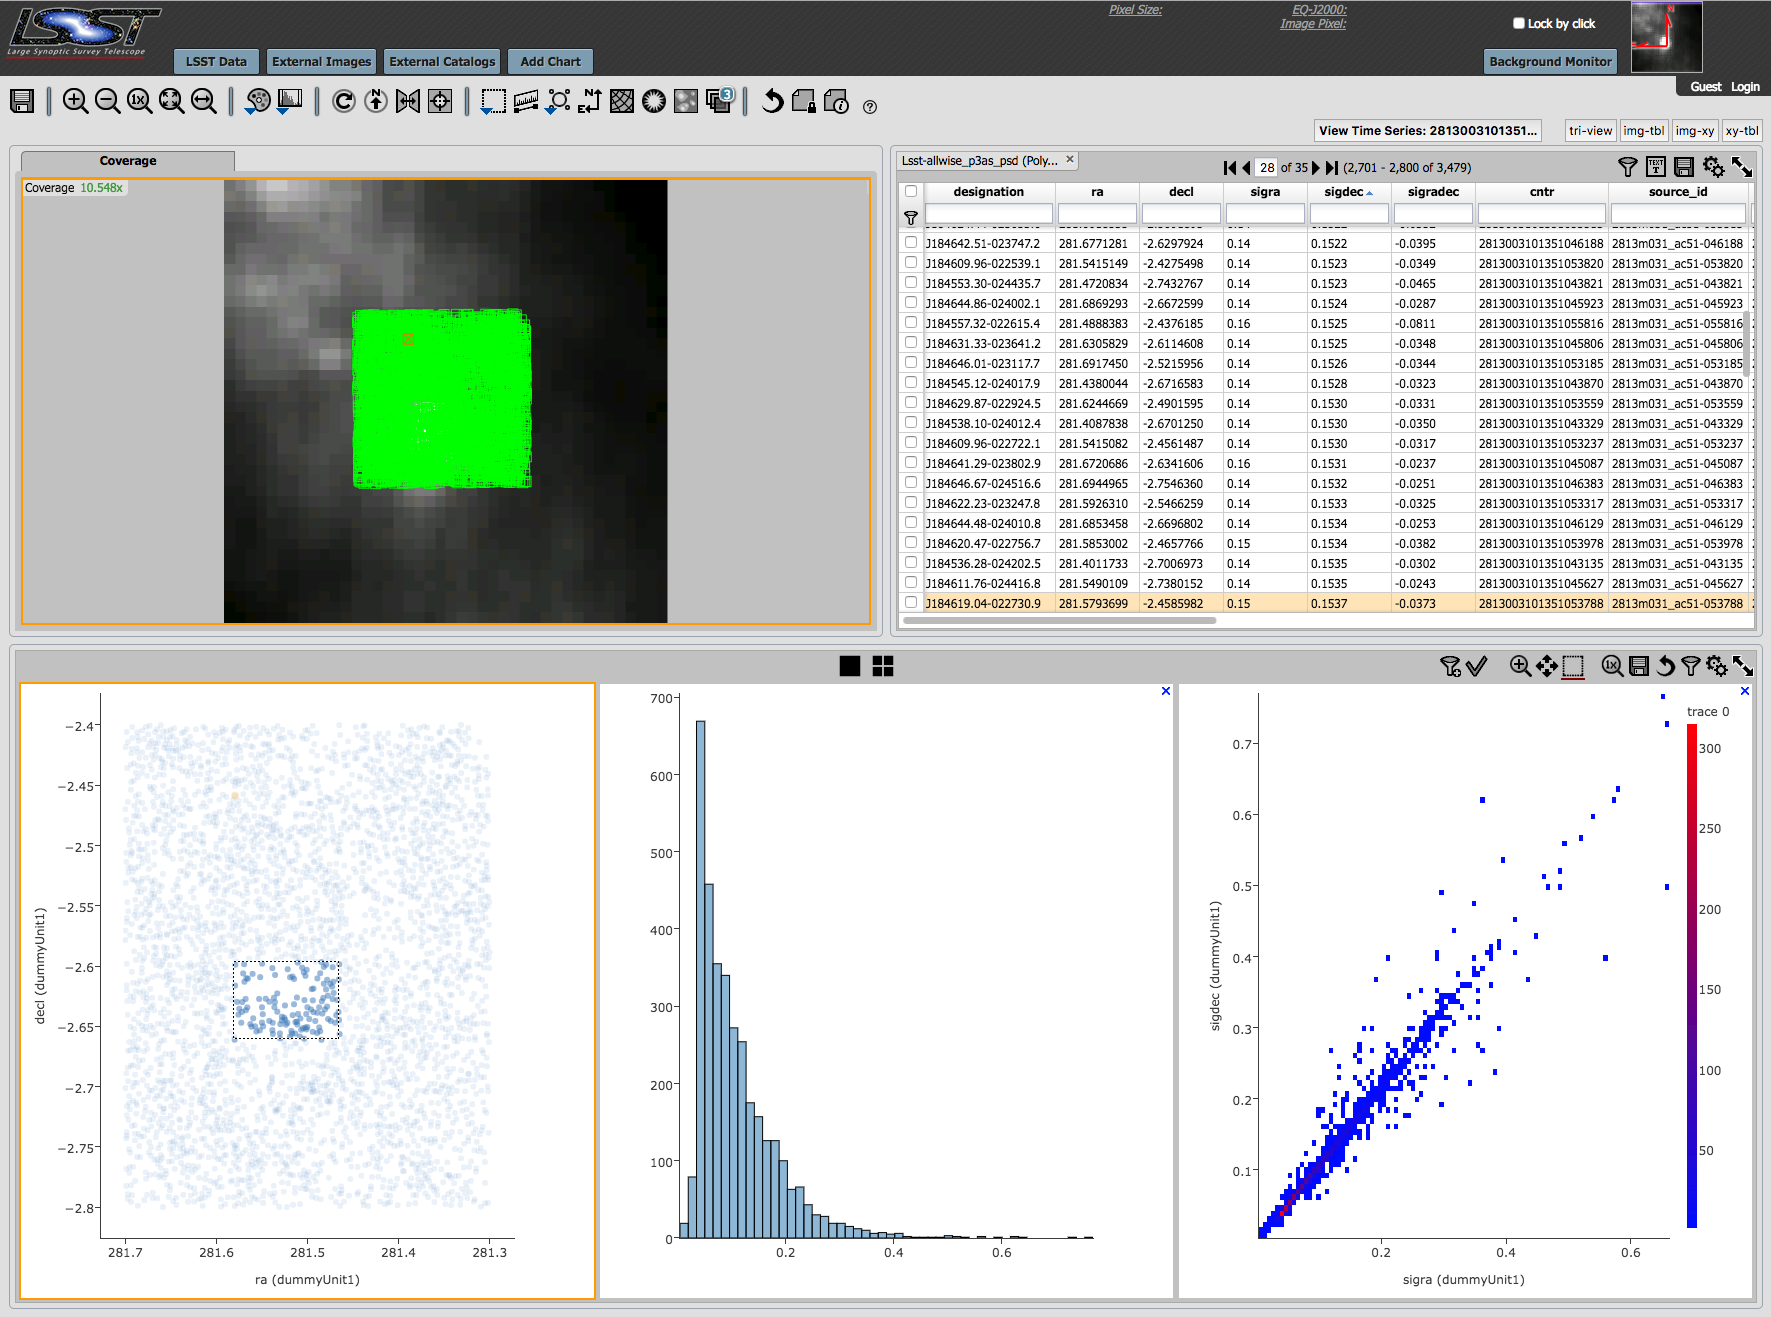 LSST
Large Synoptic Survey Telescope
LSST Data
External Images
External Catalogs
Add Chart
Pixel Size:
EQ-J2000:
Image Pixel:
Lock by click
Background Monitor
Guest Login
3
View Time Series: 2813003101351...
tri-view
img-tbl
img-xy
xy-tbl
Coverage
Coverage 10.548x
Lsst-allwise_p3as_psd (Poly...
28 of 35 (2,701 - 2,800 of 3,479)
designation ra decl sigra sigdec sigradec cntr source_id
J184642.51-023747.2 281.6771281 -2.6297924 0.14 0.1522 -0.0395 2813003101351046188 2813m031_ac51-046188
J184609.96-022539.1 281.5415149 -2.4275498 0.14 0.1523 -0.0349 2813003101351053820 2813m031_ac51-053820
J184553.30-024435.7 281.4720834 -2.7432767 0.14 0.1523 -0.0465 2813003101351043821 2813m031_ac51-043821
J184644.86-024002.1 281.6869293 -2.6672599 0.14 0.1524 -0.0287 2813003101351045923 2813m031_ac51-045923
J184557.32-022615.4 281.4888383 -2.4376185 0.16 0.1525 -0.0811 2813003101351055816 2813m031_ac51-055816
J184631.33-023641.2 281.6305829 -2.6114608 0.14 0.1525 -0.0348 2813003101351045806 2813m031_ac51-045806
J184646.01-023117.7 281.6917450 -2.5215956 0.14 0.1526 -0.0344 2813003101351053185 2813m031_ac51-053185
J184545.12-024017.9 281.4380044 -2.6716583 0.14 0.1528 -0.0323 2813003101351043870 2813m031_ac51-043870
J184629.87-022924.5 281.6244669 -2.4901595 0.14 0.1530 -0.0331 2813003101351053559 2813m031_ac51-053559
J184538.10-024012.4 281.4087838 -2.6701250 0.14 0.1530 -0.0350 2813003101351043329 2813m031_ac51-043329
J184609.96-022722.1 281.5415082 -2.4561487 0.14 0.1530 -0.0317 2813003101351053237 2813m031_ac51-053237
J184641.29-023802.9 281.6720686 -2.6341606 0.16 0.1531 -0.0237 2813003101351045087 2813m031_ac51-045087
J184646.67-024516.6 281.6944965 -2.7546360 0.14 0.1532 -0.0251 2813003101351046383 2813m031_ac51-046383
J184622.23-023247.8 281.5926310 -2.5466259 0.14 0.1533 -0.0325 2813003101351053317 2813m031_ac51-053317
J184644.48-024010.8 281.6853458 -2.6696802 0.14 0.1534 -0.0253 2813003101351046129 2813m031_ac51-046129
J184620.47-022756.7 281.5853002 -2.4657766 0.15 0.1534 -0.0382 2813003101351053978 2813m031_ac51-053978
J184536.28-024202.5 281.4011733 -2.7006973 0.14 0.1535 -0.0302 2813003101351043135 2813m031_ac51-043135
J184611.76-024416.8 281.5490109 -2.7380152 0.14 0.1535 -0.0243 2813003101351045627 2813m031_ac51-045627
J184619.04-022730.9 281.5793699 -2.4585982 0.15 0.1537 -0.0373 2813003101351053788 2813m031_ac51-053788
−2.4
−2.45
−2.5
−2.55
−2.6
−2.65
−2.7
−2.75
−2.8
decl (dummyUnit1)
281.7 281.6 281.5 281.4 281.3
ra (dummyUnit1)
700
600
500
400
300
200
100
0
0.2 0.4 0.6
trace 0
0.7
0.6
0.5
0.4
0.3
0.2
0.1
sigdec (dummyUnit1)
0.2 0.4 0.6
sigra (dummyUnit1)
300
250
200
150
100
50